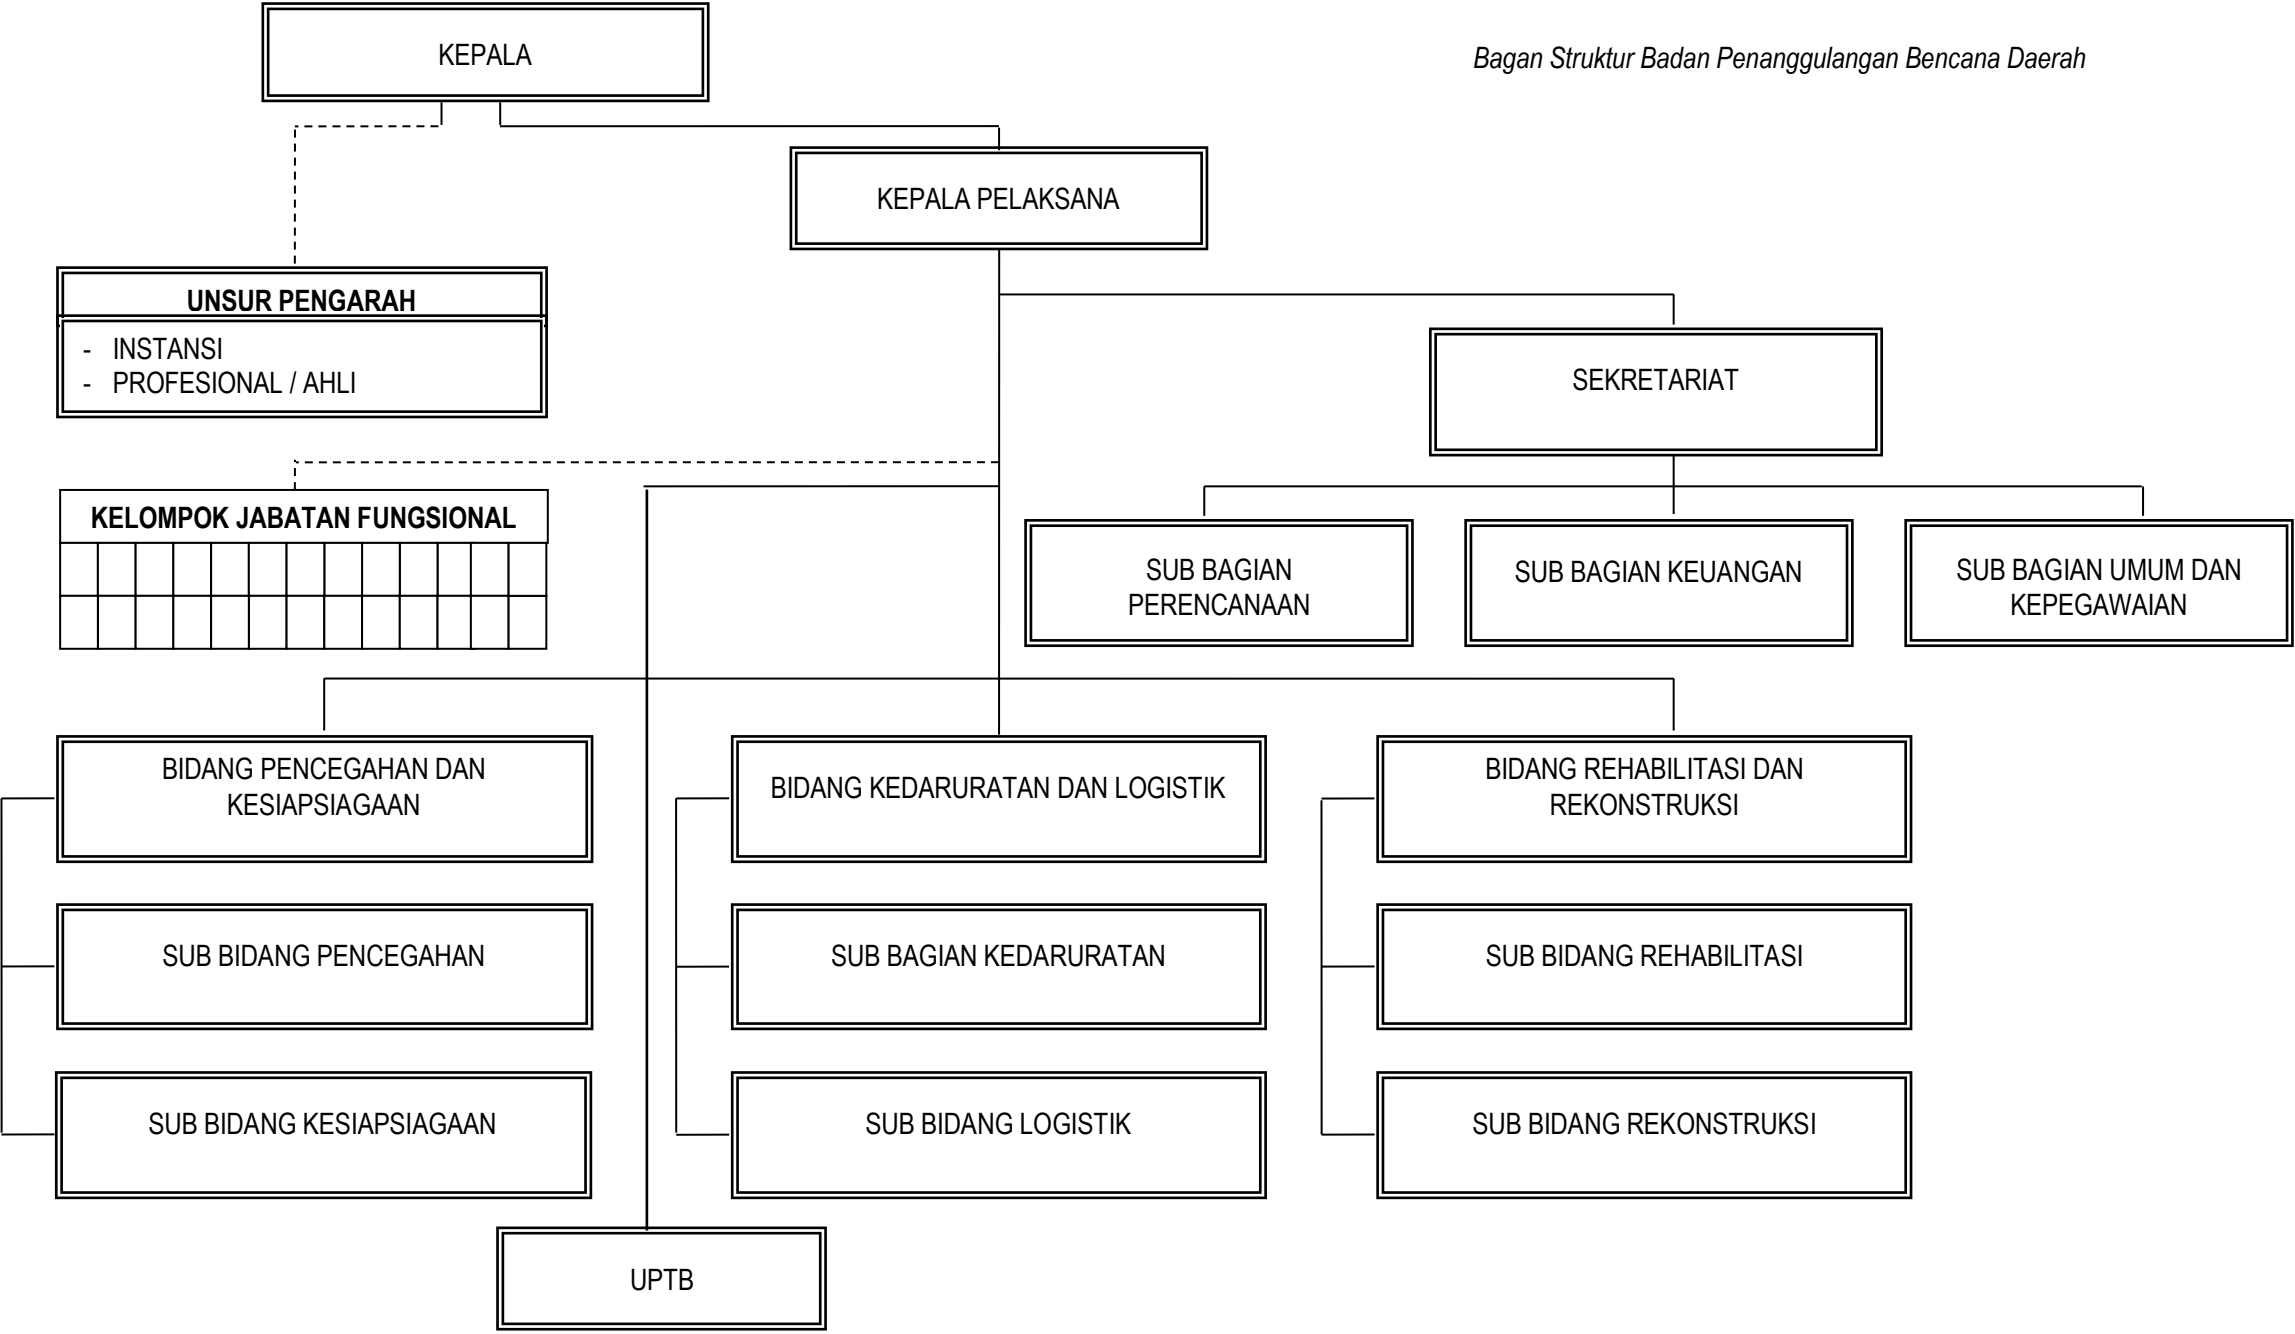 KEPALA
Bagan Struktur Badan Penanggulangan Bencana Daerah
KEPALA PELAKSANA
UNSUR PENGARAH
- INSTANSI
- PROFESIONAL / AHLI
SEKRETARIAT
KELOMPOK JABATAN FUNGSIONAL
SUB BAGIAN
PERENCANAAN
SUB BAGIAN KEUANGAN
SUB BAGIAN UMUM DAN
KEPEGAWAIAN
BIDANG PENCEGAHAN DAN
KESIAPSIAGAAN
BIDANG KEDARURATAN DAN LOGISTIK
BIDANG REHABILITASI DAN
REKONSTRUKSI
SUB BIDANG PENCEGAHAN
SUB BAGIAN KEDARURATAN
SUB BIDANG REHABILITASI
SUB BIDANG KESIAPSIAGAAN
SUB BIDANG LOGISTIK
SUB BIDANG REKONSTRUKSI
UPTB